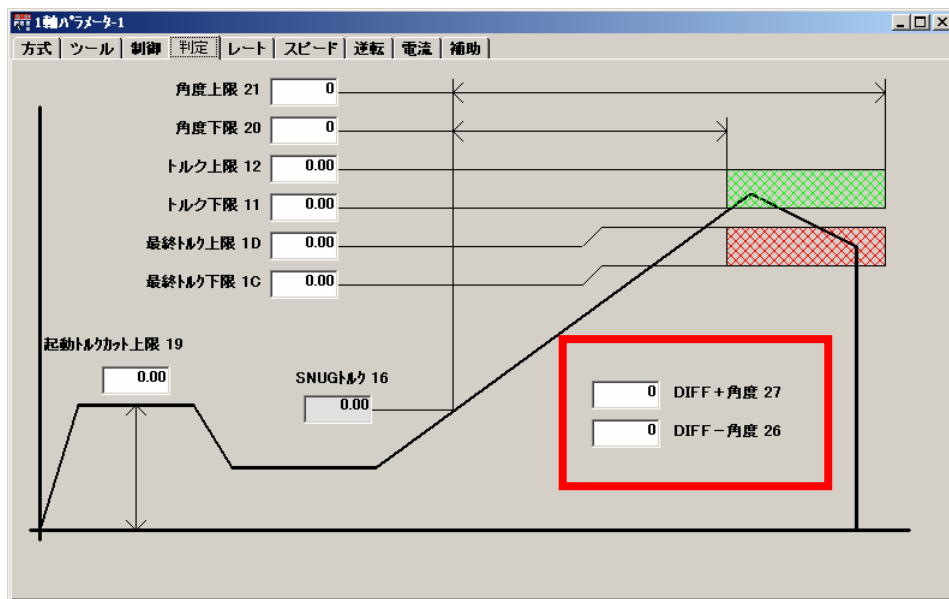 1軸パラメータ-1
方式 ツール 制御 判定 レート スピード 逆転 電流 補助
角度上限 21 0
角度下限 20 0
トルク上限 12 0.00
トルク下限 11 0.00
最終トルク上限 1D 0.00
最終トルク下限 1C 0.00
起動トルクカット上限 19
0.00
SNUGトルク 16
0.00
0 DIFF+角度 27
0 DIFF-角度 26